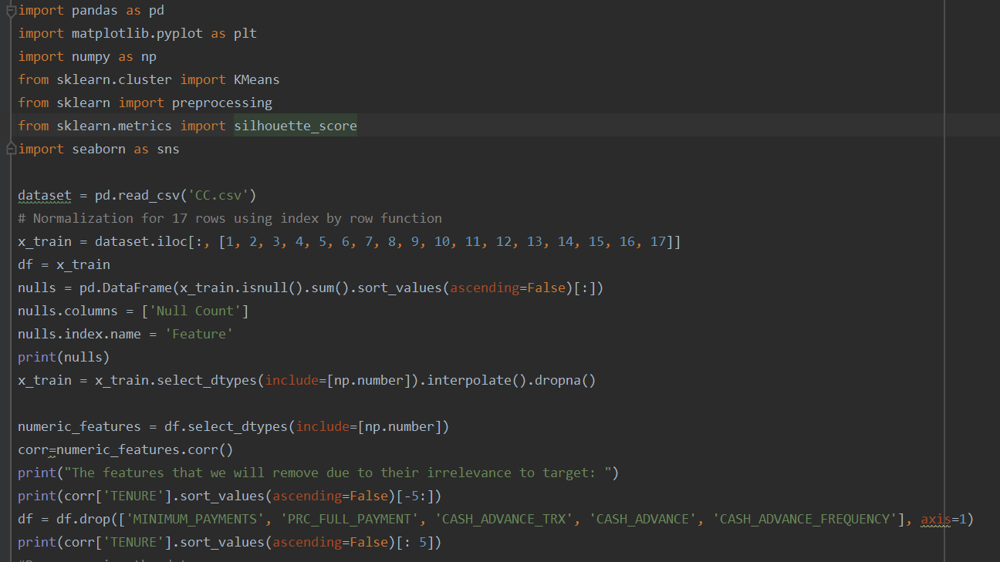 import pandas as pd
import matplotlib.pyplot as plt
import numpy as np
from sklearn.cluster import KMeans
from sklearn import preprocessing
from sklearn.metrics import silhouette_score
import seaborn as sns
dataset = pd.read_csv('CC.csv')
# Normalization for 17 rows using index by row function
x_train = dataset.iloc[:, [1, 2, 3, 4, 5, 6, 7, 8, 9, 10, 11, 12, 13, 14, 15, 16, 17]]
df = x_train
nulls = pd.DataFrame(x_train.isnull().sum().sort_values(ascending=False)[:])
nulls.columns = ['Null Count']
nulls.index.name = 'Feature'
print(nulls)
x_train = x_train.select_dtypes(include=[np.number]).interpolate().dropna()
numeric_features = df.select_dtypes(include=[np.number])
corr=numeric_features.corr()
print("The features that we will remove due to their irrelevance to target: ")
print(corr['TENURE'].sort_values(ascending=False)[-5:])
df = df.drop(['MINIMUM_PAYMENTS', 'PRC_FULL_PAYMENT', 'CASH_ADVANCE_TRX', 'CASH_ADVANCE', 'CASH_ADVANCE_FREQUENCY'], axis=1)
print(corr['TENURE'].sort_values(ascending=False)[: 5])